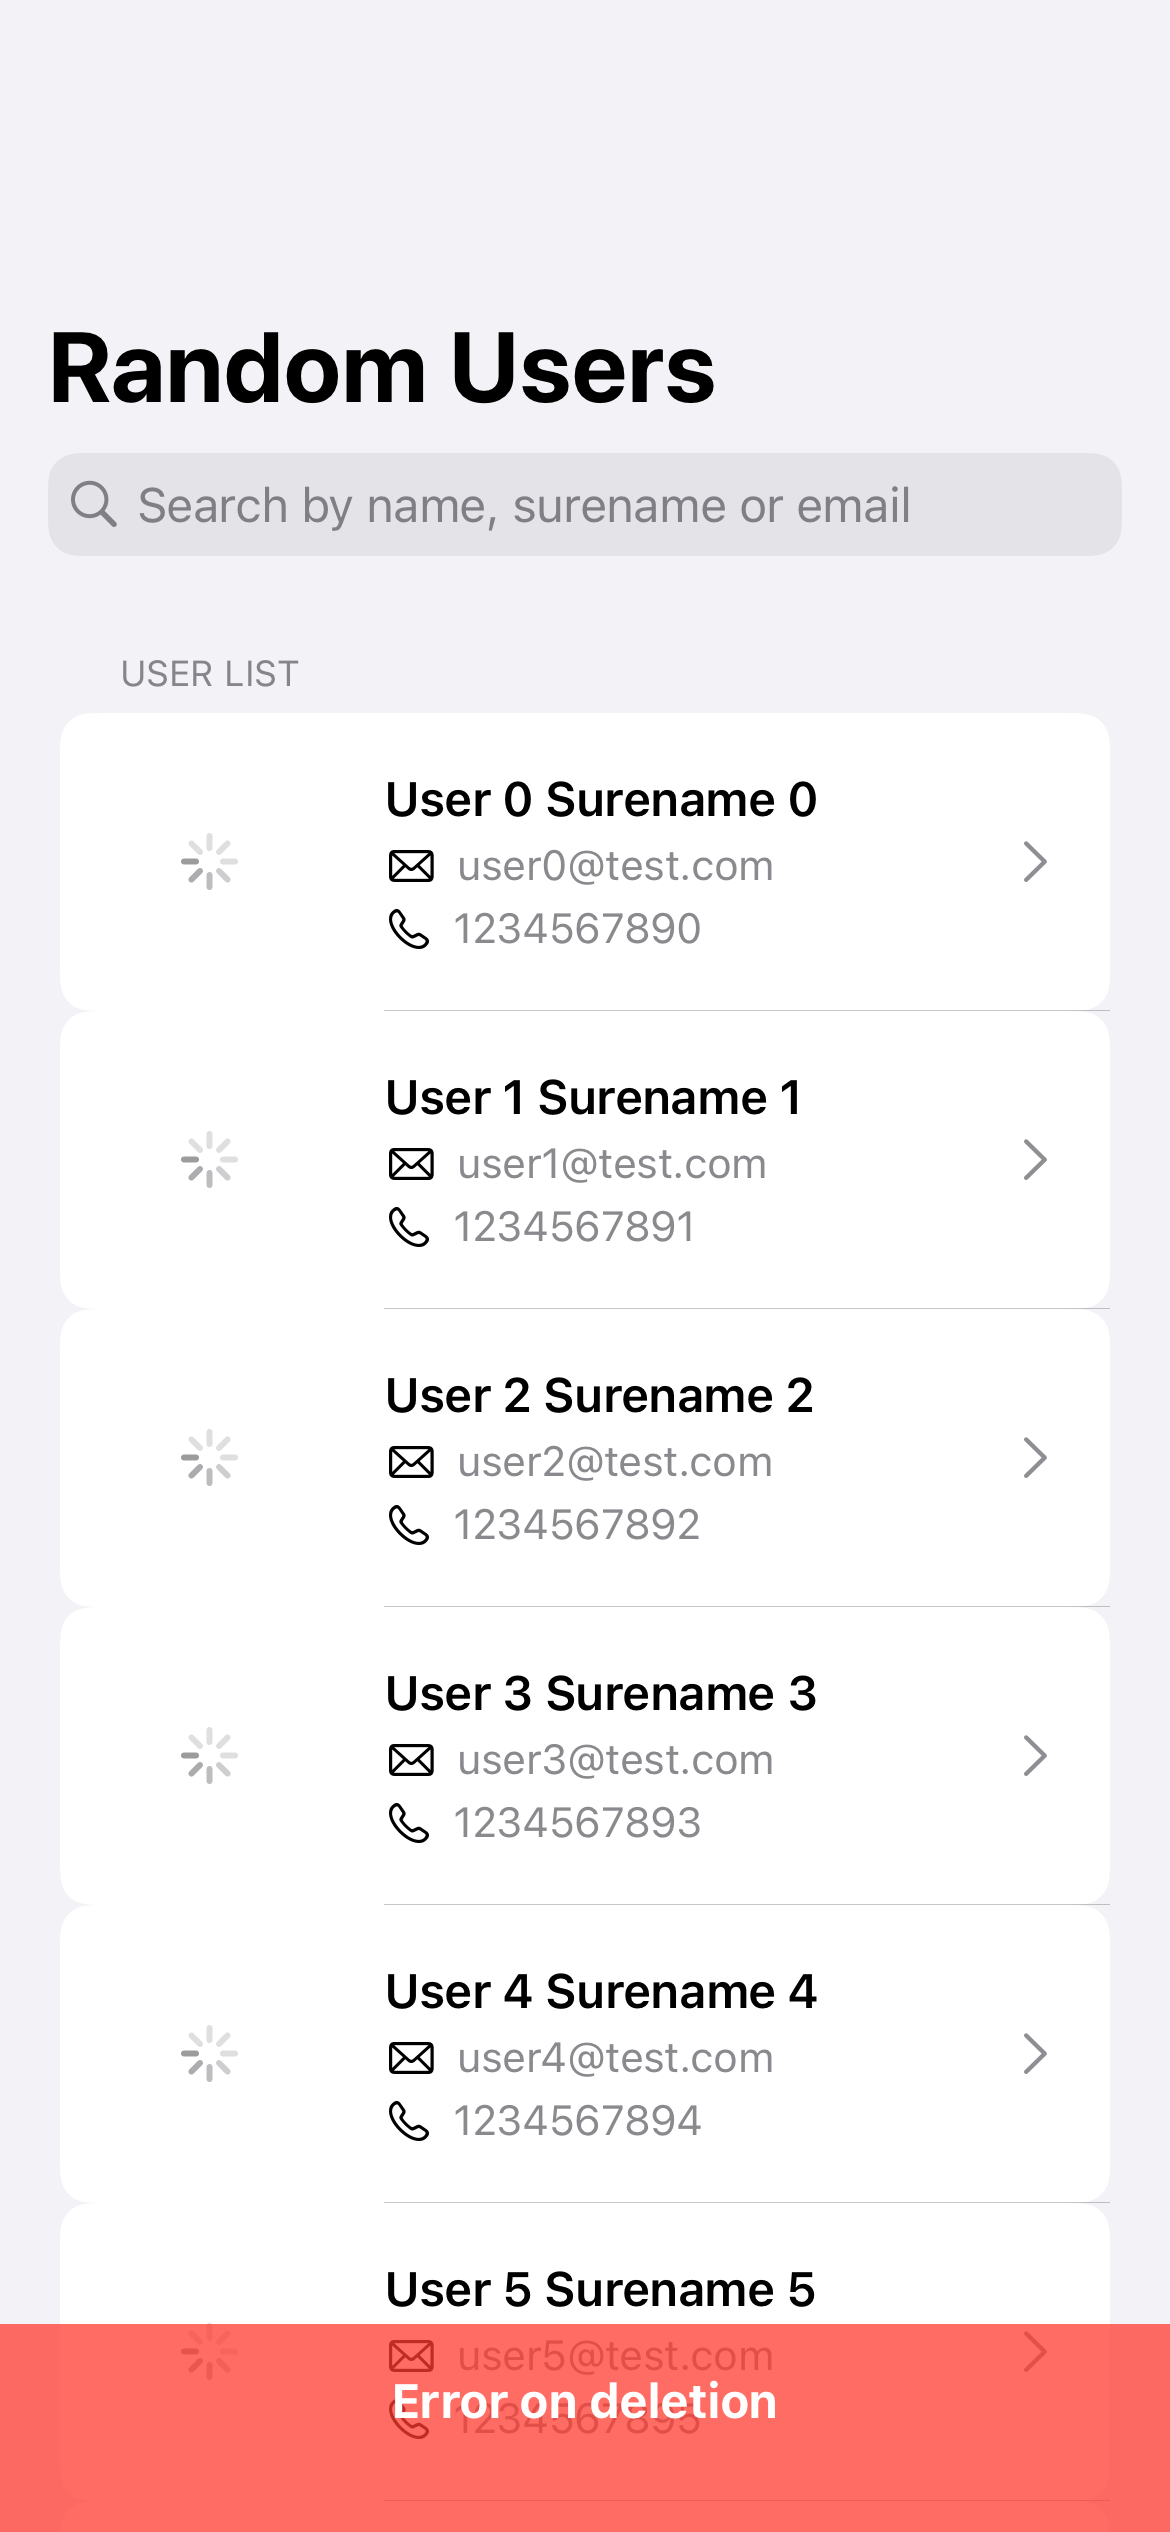 Random Users
Search by name, surename or email
USER LIST
User 0 Surename 0
user0@test.com
1234567890
User 1 Surename 1
user1@test.com
1234567891
User 2 Surename 2
user2@test.com
1234567892
User 3 Surename 3
user3@test.com
1234567893
User 4 Surename 4
user4@test.com
1234567894
User 5 Surename 5
user5@test.com
Error on deletion
1234567895